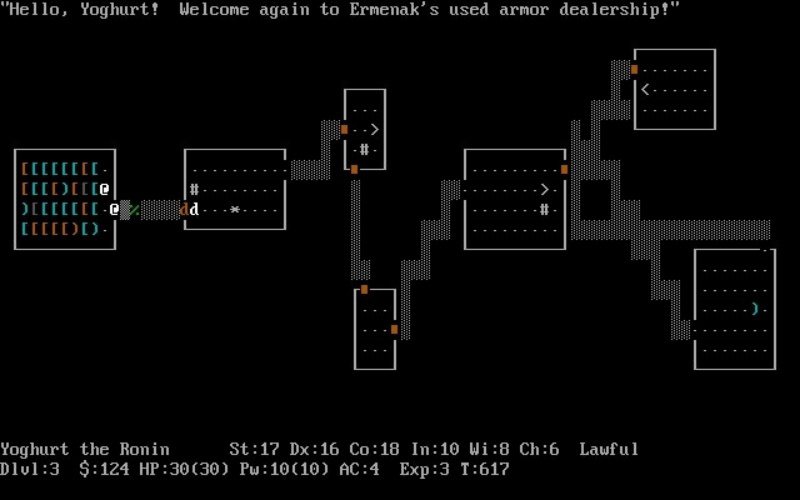 "Hello, Yoghurt!  Welcome again to Ermenak's used armor dealership!"
Yoghurt the Ronin      St:17 Dx:16 Co:18 In:10 Wi:8 Ch:6  Lawful
Dlvl:3  $:124 HP:30(30) Pw:10(10) AC:4  Exp:3 T:617